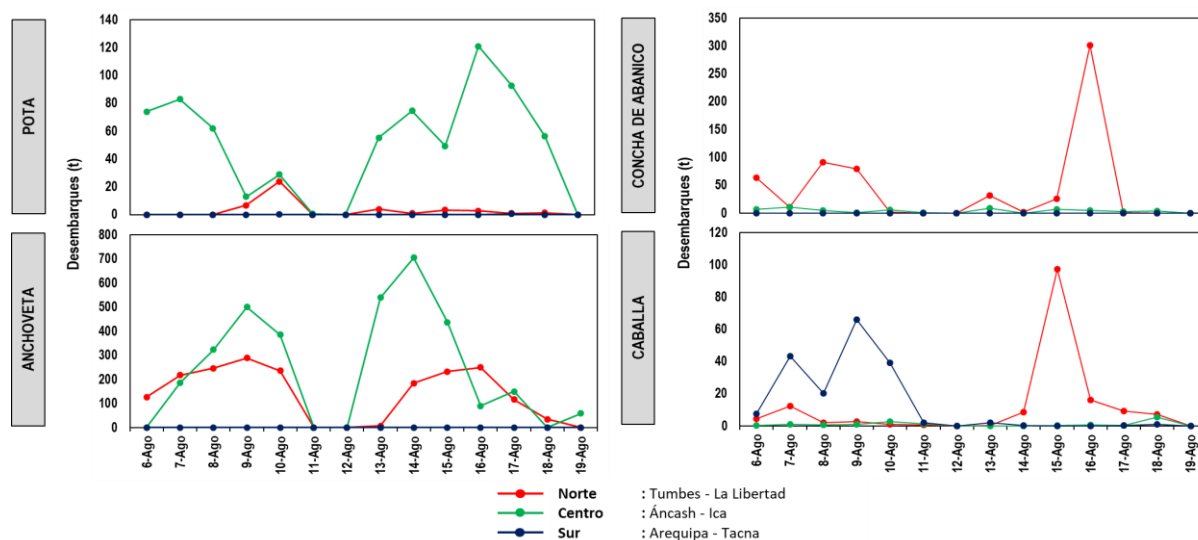 POTA
Desembarques (t)
140
120
100
80
60
40
20
0
CONCHA DE ABANICO
Desembarques (t)
350
300
250
200
150
100
50
0
ANCHOVETA
800
700
600
500
400
300
200
100
0
6-Ago
7-Ago
8-Ago
9-Ago
10-Ago
11-Ago
12-Ago
13-Ago
14-Ago
15-Ago
16-Ago
17-Ago
18-Ago
19-Ago
CABALLA
120
100
80
60
40
20
0
6-Ago
7-Ago
8-Ago
9-Ago
10-Ago
11-Ago
12-Ago
13-Ago
14-Ago
15-Ago
16-Ago
17-Ago
18-Ago
19-Ago
Norte : Tumbes - La Libertad
Centro : Áncash - Ica
Sur : Arequipa - Tacna